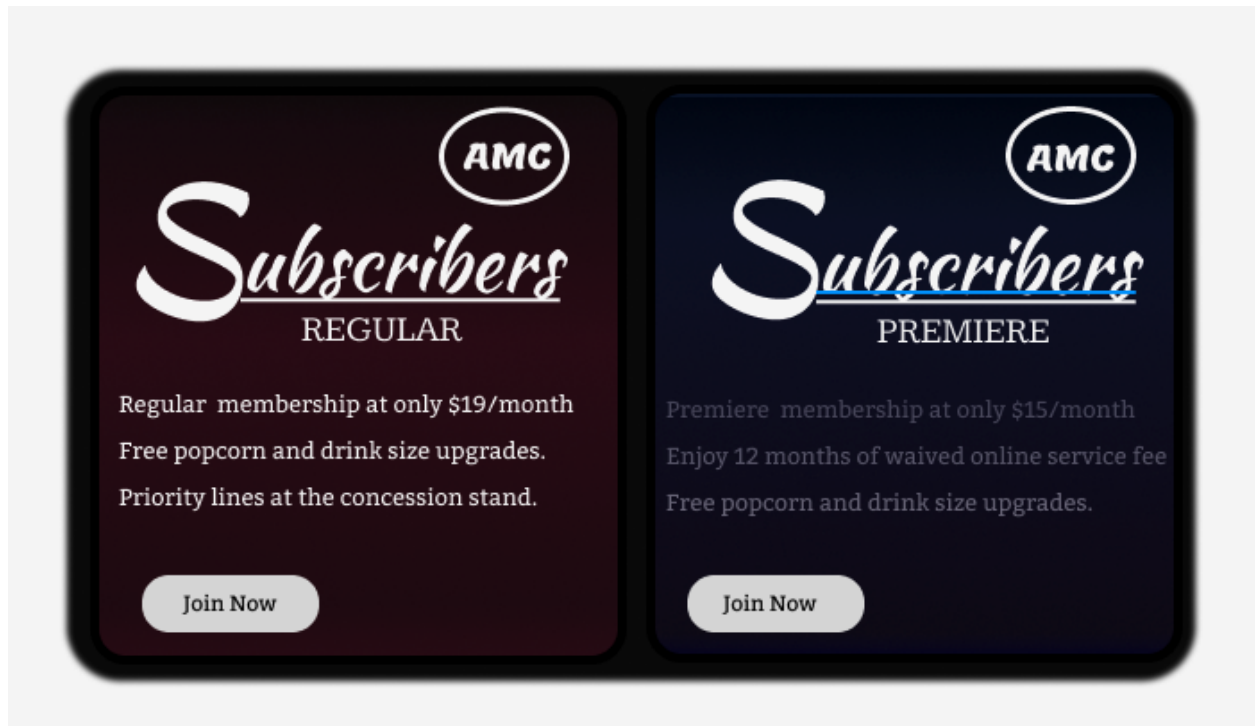 AMC
Subscribers
REGULAR
Regular  membership at only $19/month
Free popcorn and drink size upgrades.
Priority lines at the concession stand.
Join Now
AMC
Subscribers
PREMIERE
Premiere  membership at only $15/month
Enjoy 12 months of waived online service fee
Free popcorn and drink size upgrades.
Join Now